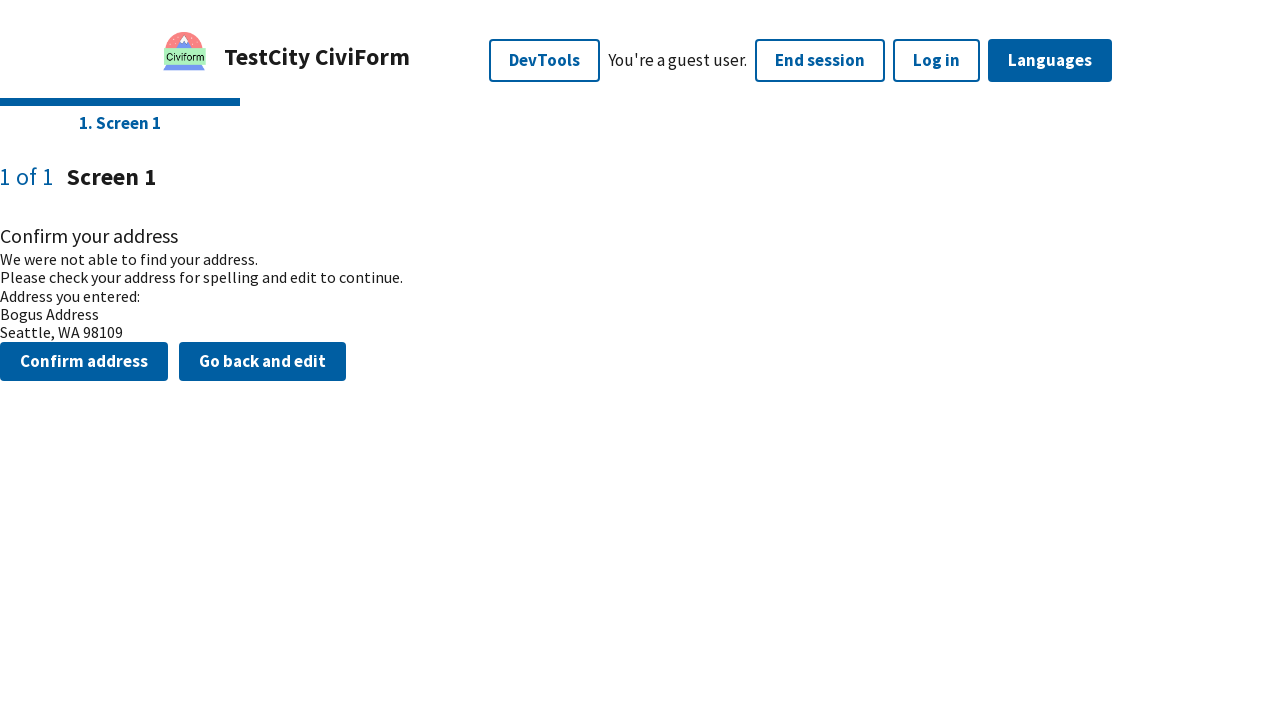 Civiform
TestCity CiviForm
DevTools
You're a guest user.
End session
Log in
Languages
1. Screen 1
1 of 1 Screen 1
Confirm your address
We were not able to find your address.
Please check your address for spelling and edit to continue.
Address you entered:
Bogus Address
Seattle, WA 98109
Confirm address
Go back and edit